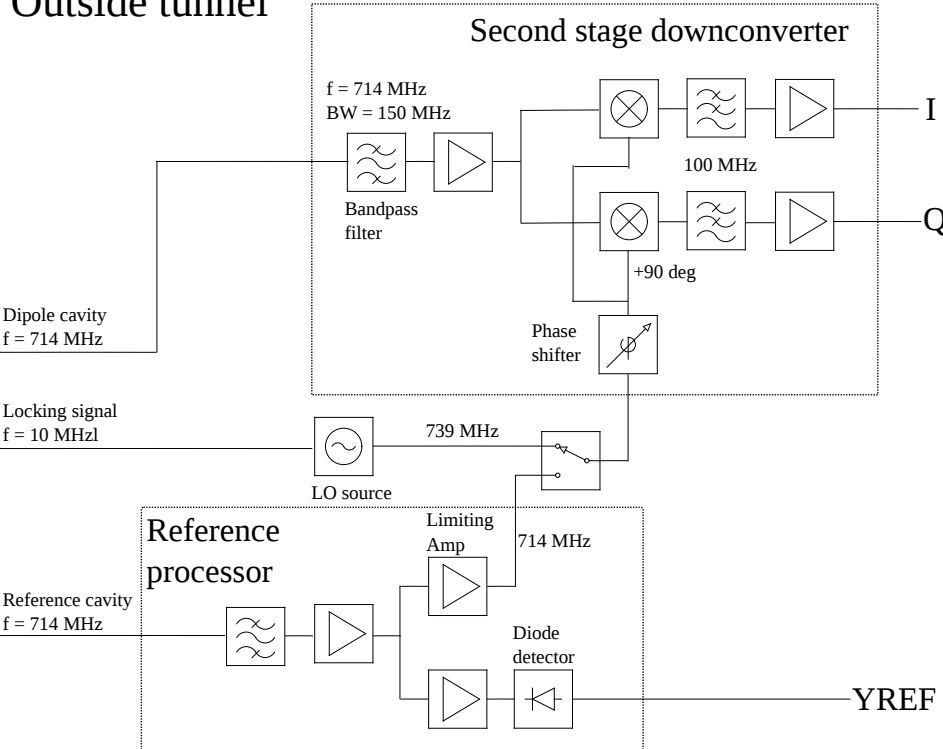 Outside tunnel
Second stage downconverter
f = 714 MHz
BW = 150 MHz
I
100 MHz
Bandpass
filter
Q
+90 deg
Dipole cavity
f = 714 MHz
Phase
shifter
Locking signal
f = 10 MHzl
739 MHz
LO source
Reference
processor
Limiting
Amp
714 MHz
Reference cavity
f = 714 MHz
Diode
detector
YREF